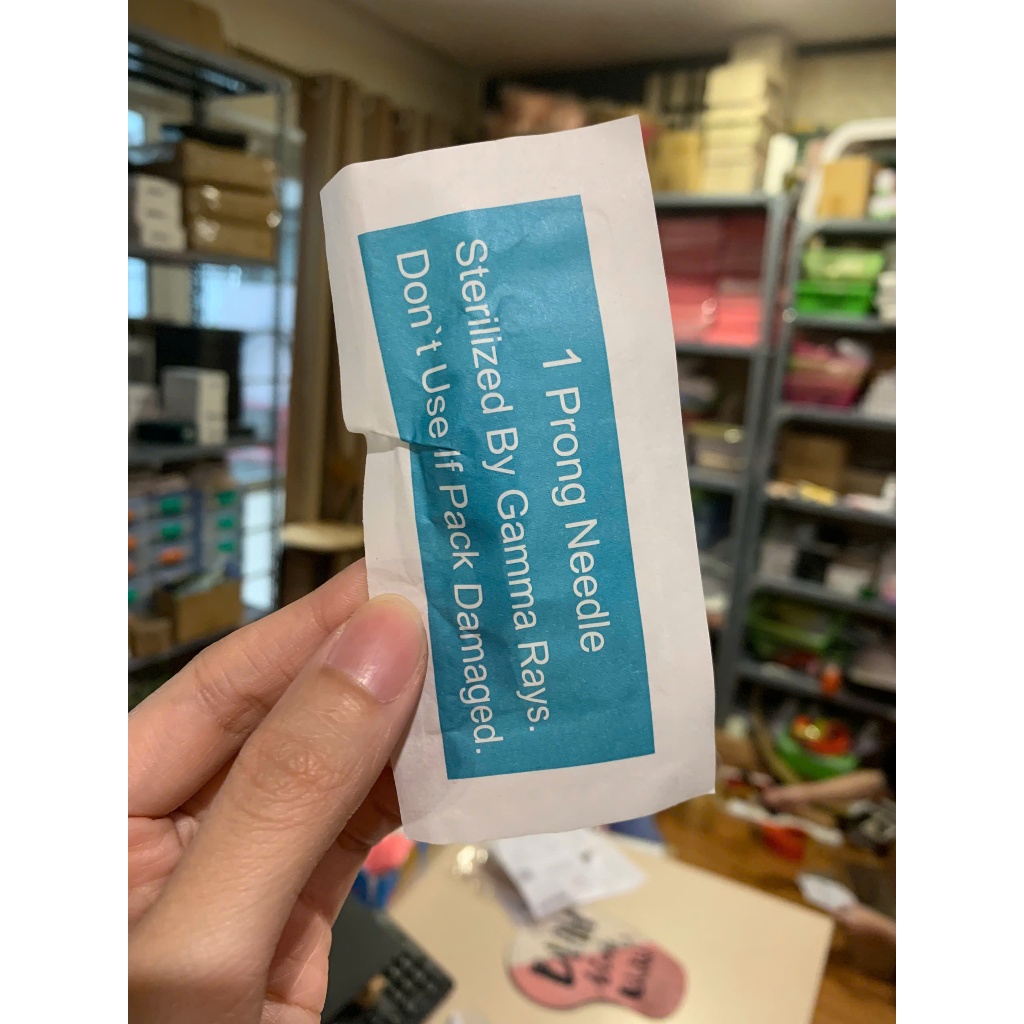 1 Prong Needle
Sterilized By Gamma Rays.
Don`t Use if Pack Damaged.